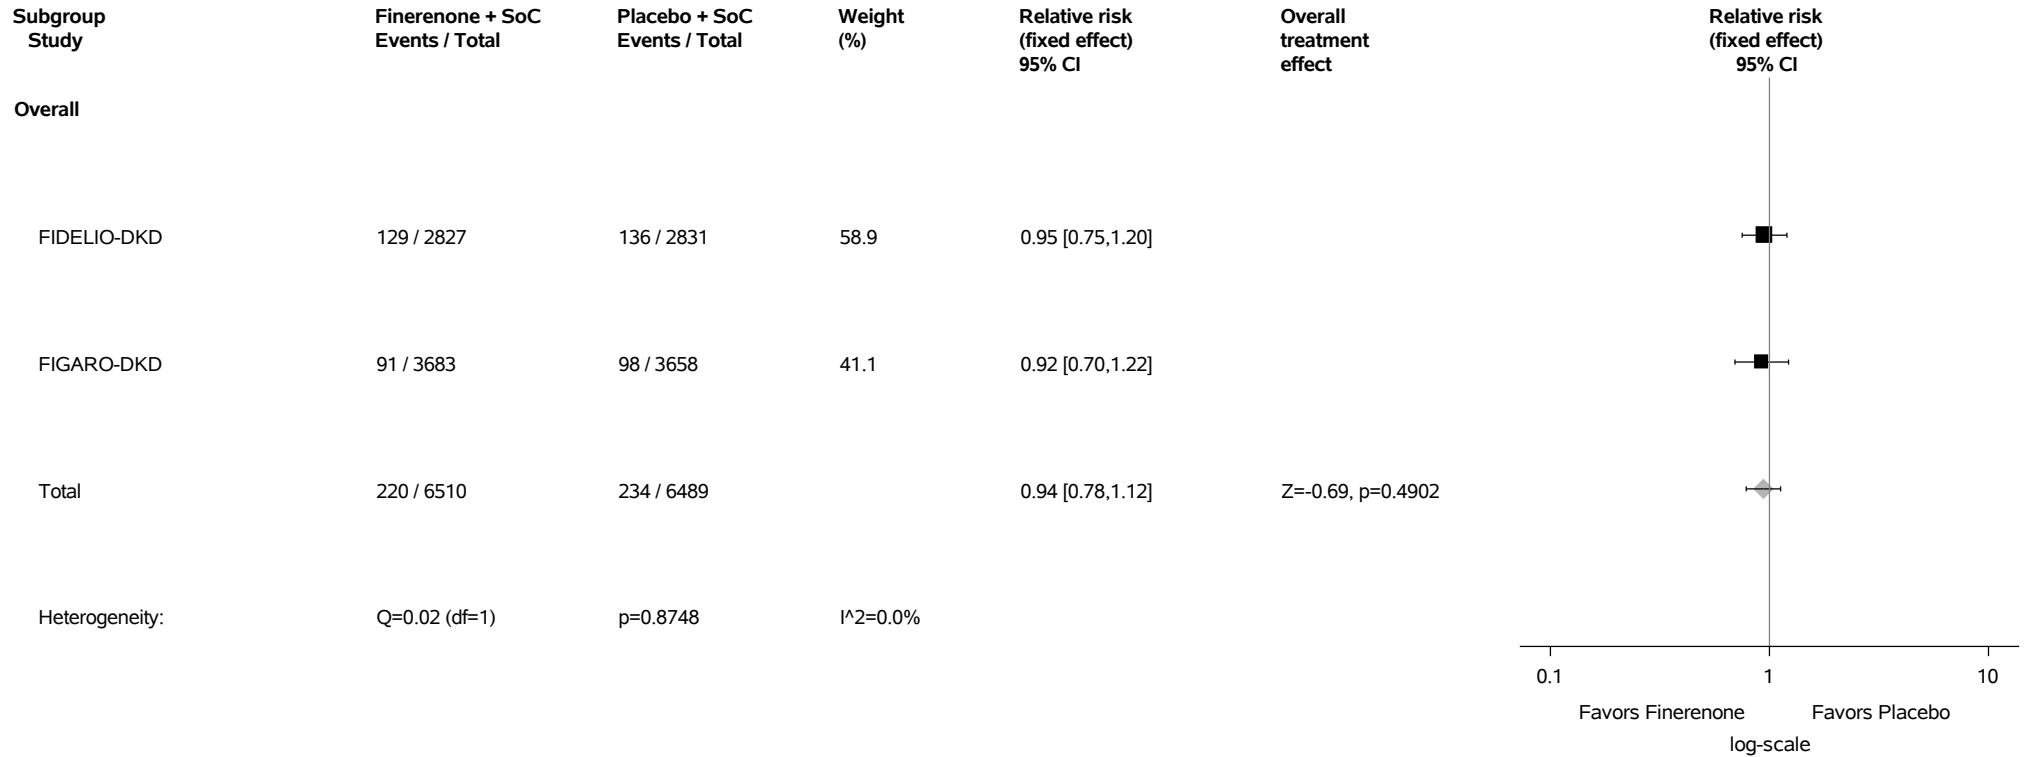 Subgroup Finerenone + SoC Placebo + SoC Weight Relative risk Overall Relative risk
Study Events / Total Events / Total (%) (fixed effect) treatment (fixed effect)
95% CI effect 95% CI
Overall
FIDELIO-DKD 129 / 2827 136 / 2831 58.9 0.95 [0.75,1.20]
FIGARO-DKD 91 / 3683 98 / 3658 41.1 0.92 [0.70,1.22]
Total 220 / 6510 234 / 6489 0.94 [0.78,1.12] Z=-0.69, p=0.4902
Heterogeneity: Q=0.02 (df=1) p=0.8748 I^2=0.0%
0.1 1 10
Favors Finerenone Favors Placebo
log-scale